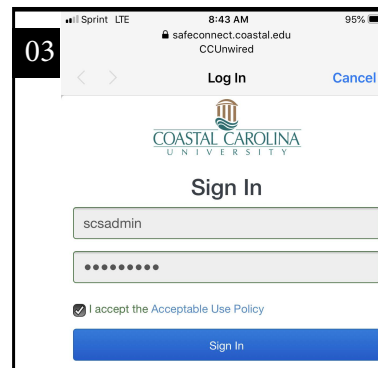 Sprint LTE 8:43 AM 95%
safeconnect.coastal.edu
03
CCUnwired
Log In Cancel
COASTAL CAROLINA
UNIVERSITY
Sign In
scsadmin
I accept the Acceptable Use Policy
Sign In